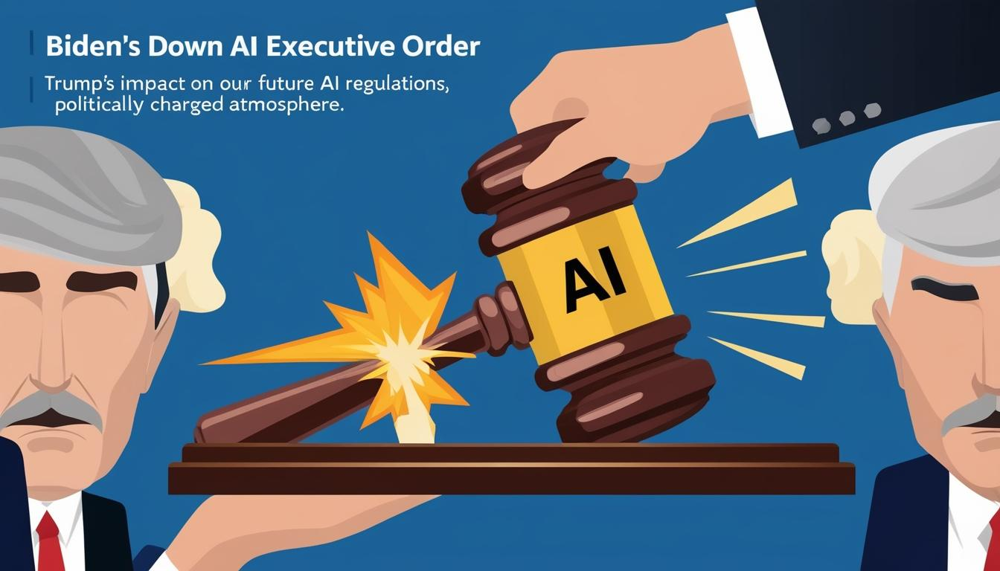 Biden's Down AI Executive Order
Trump's impact on our future AI regulations,
politically charged atmosphere.
AI